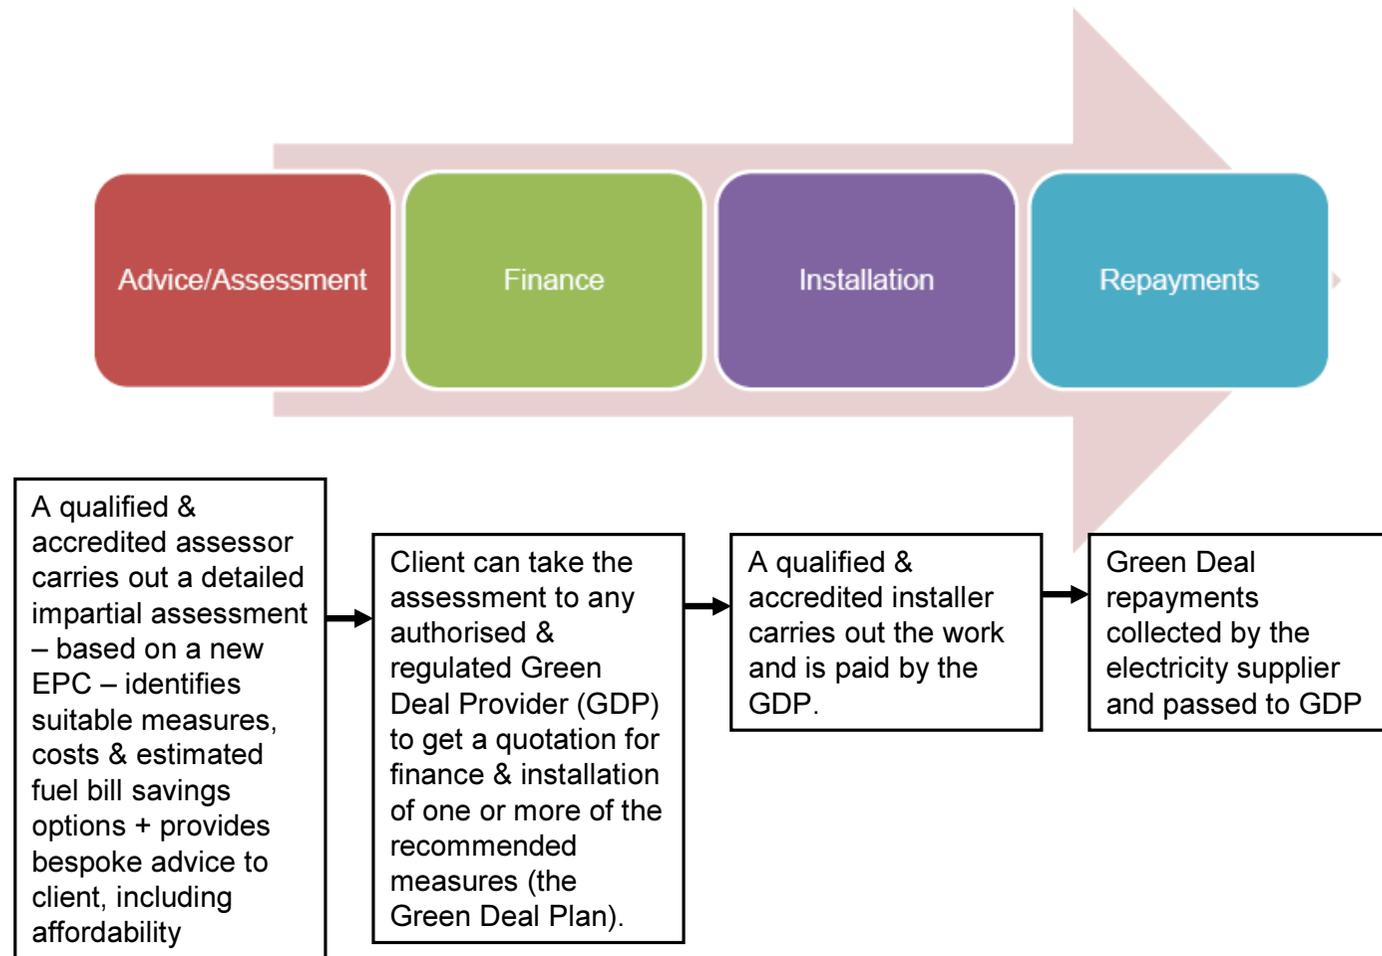 Advice/Assessment
Finance
Installation
Repayments
A qualified &
accredited assessor
carries out a detailed
impartial assessment
– based on a new
EPC – identifies
suitable measures,
costs & estimated
fuel bill savings
options + provides
bespoke advice to
client, including
affordability
Client can take the
assessment to any
authorised &
regulated Green
Deal Provider (GDP)
to get a quotation for
finance & installation
of one or more of the
recommended
measures (the
Green Deal Plan).
A qualified &
accredited installer
carries out the work
and is paid by the
GDP.
Green Deal
repayments
collected by the
electricity supplier
and passed to GDP